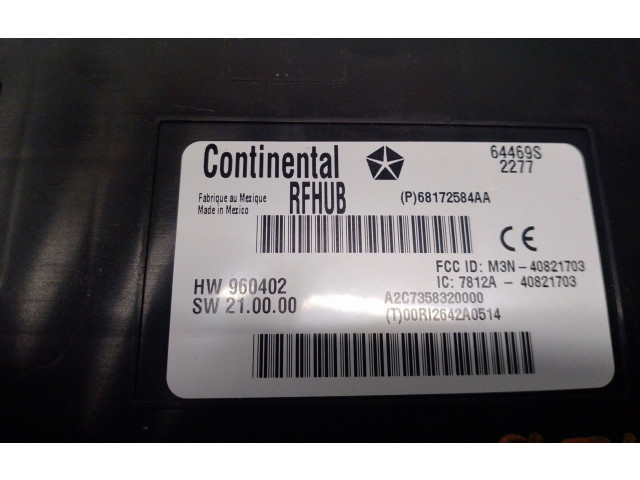 Continental
RFHUB
64469S
2277
Fabrique au Mexique
Made in Mexico
(P)68172584AA
CE
FCC ID: M3N-40821703
IC: 7812A - 40821703
HW 960402
SW 21.00.00
A2C7358320000
(T)00RI2642A0514